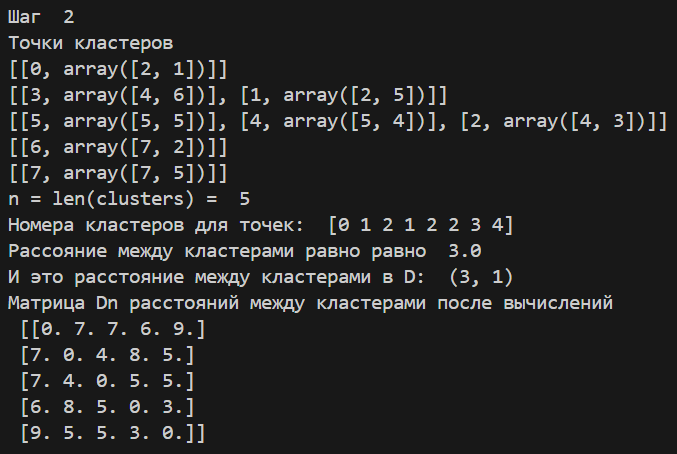 Шаг  2
Точки кластеров
[[0, array([2, 1])]]
[[3, array([4, 6])], [1, array([2, 5])]]
[[5, array([5, 5])], [4, array([5, 4])], [2, array([4, 3])]]
[[6, array([7, 2])]]
[[7, array([7, 5])]]
n = len(clusters) =  5
Номера кластеров для точек:  [0 1 2 1 2 2 3 4]
Рассояние между кластерами равно равно  3.0
И это расстояние между кластерами в D:  (3, 1)
Матрица Dn расстояний между кластерами после вычислений
[[0. 7. 7. 6. 9.]
[7. 0. 4. 8. 5.]
[7. 4. 0. 5. 5.]
[6. 8. 5. 0. 3.]
[9. 5. 5. 3. 0.]]